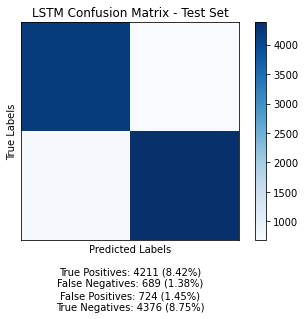 LSTM Confusion Matrix - Test Set
True Labels
4000
3500
3000
2500
2000
1500
1000
Predicted Labels
True Positives: 4211 (8.42%)
False Negatives: 689 (1.38%)
False Positives: 724 (1.45%)
True Negatives: 4376 (8.75%)